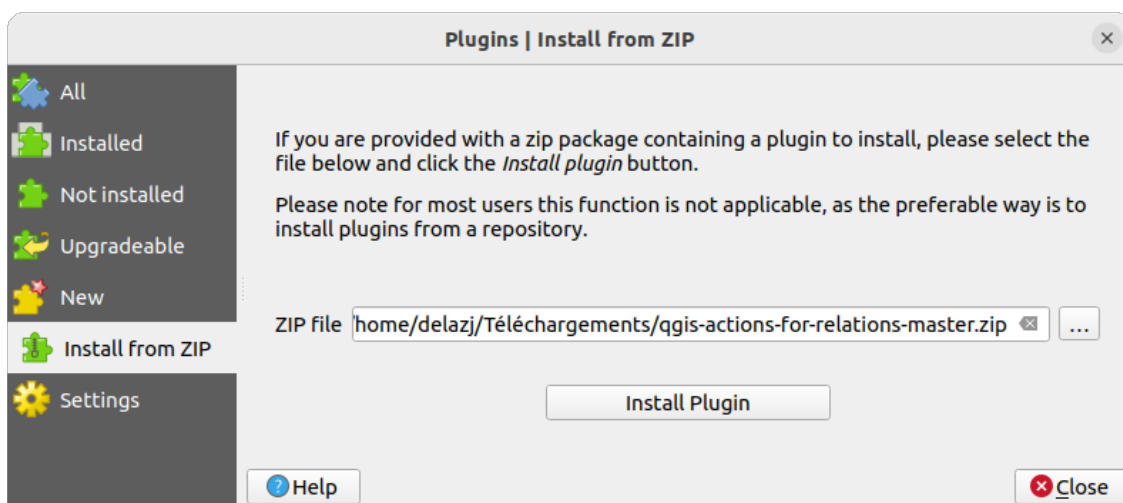 Plugins | Install from ZIP
All
Installed
Not installed
Upgradeable
New
Install from ZIP
Settings
If you are provided with a zip package containing a plugin to install, please select the
file below and click the Install plugin button.
Please note for most users this function is not applicable, as the preferable way is to
install plugins from a repository.
ZIP file /home/delazj/Téléchargements/qgis-actions-for-relations-master.zip ...
Install Plugin
Help
Close